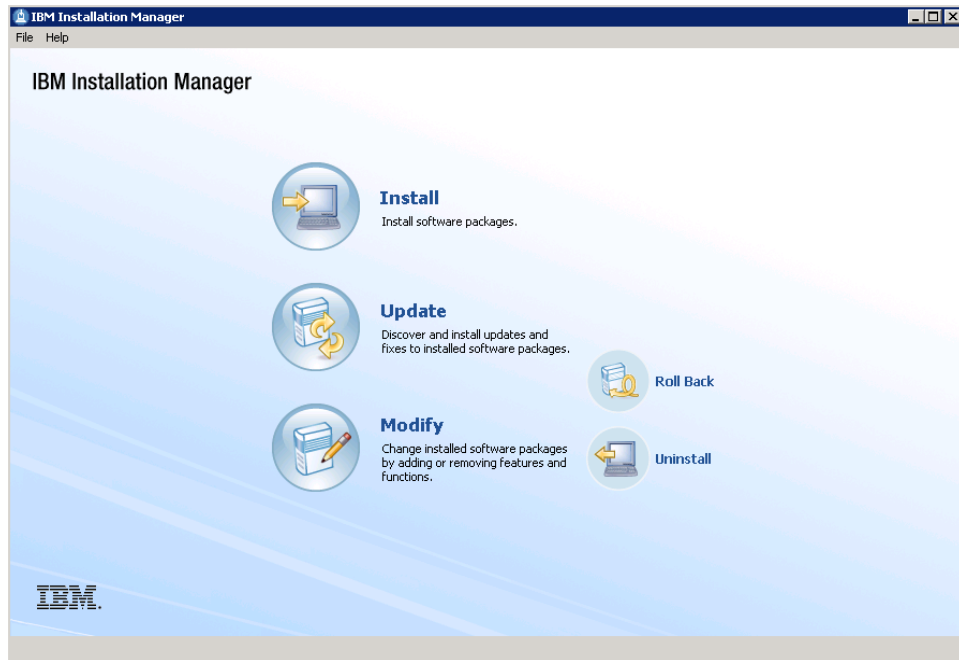 IBM Installation Manager
File Help
IBM Installation Manager
Install
Install software packages.
Update
Discover and install updates and
fixes to installed software packages.
Roll Back
Modify
Change installed software packages
by adding or removing features and
functions.
Uninstall
IBM.